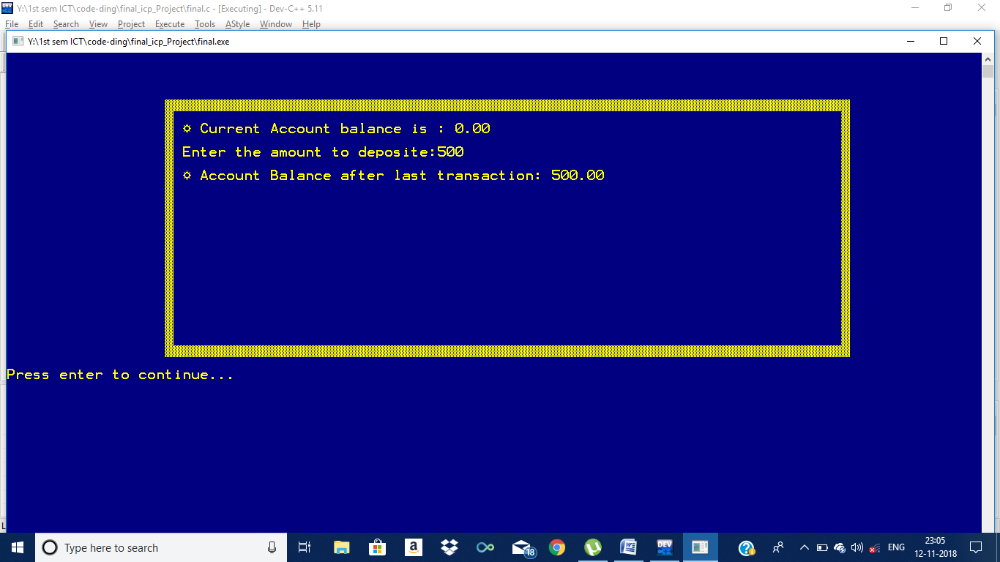 Y:\1st sem ICT\code-ding\final_icp_Project\final.c - [Executing] - Dev-C++ 5.11
File Edit Search View Project Execute Tools AStyle Window Help
Y:\1st sem ICT\code-ding\final_icp_Project\final.exe
☼ Current Account balance is : 0.00
Enter the amount to deposite:500
☼ Account Balance after last transaction: 500.00
Press enter to continue...
L
Type here to search
18
DEV
ENG
23:05
12-11-2018